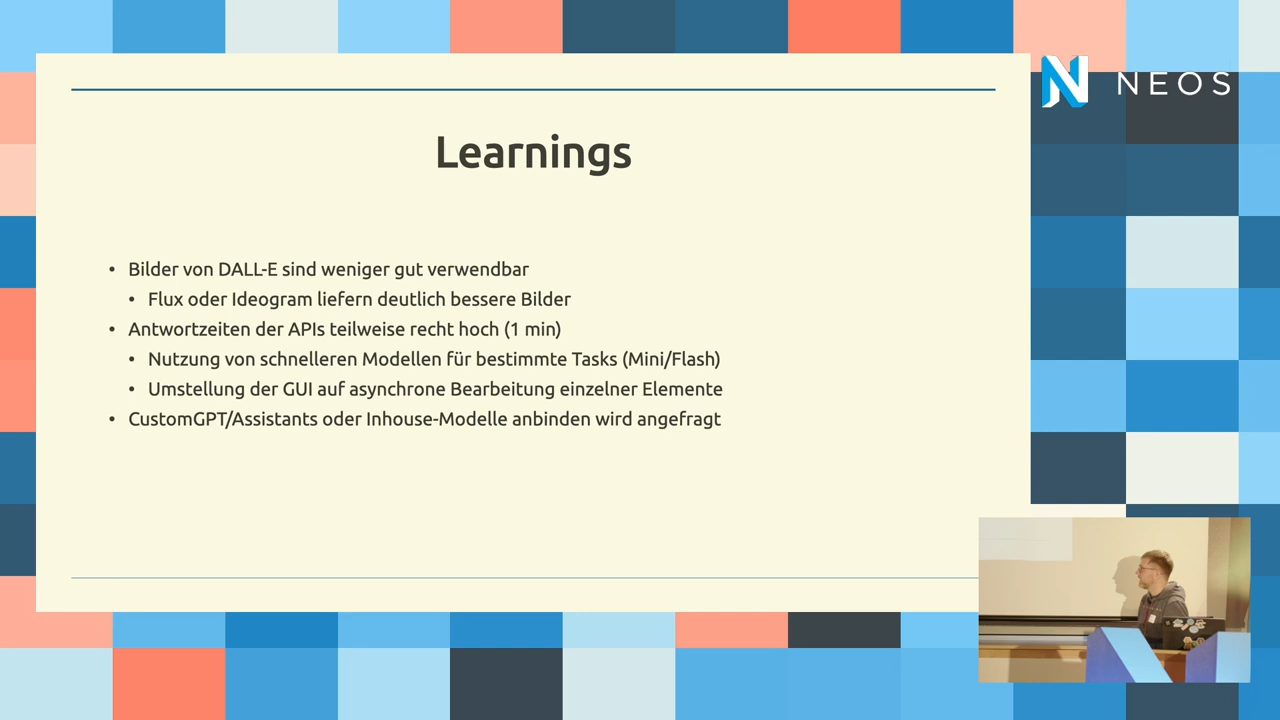 NEOS
Learnings
• Bilder von DALL-E sind weniger gut verwendbar
• Flux oder Ideogram liefern deutlich bessere Bilder
• Antwortzeiten der APIs teilweise recht hoch (1 min)
• Nutzung von schnelleren Modellen für bestimmte Tasks (Mini/Flash)
• Umstellung der GUI auf asynchrone Bearbeitung einzelner Elemente
• CustomGPT/Assistants oder Inhouse-Modelle anbinden wird angefragt